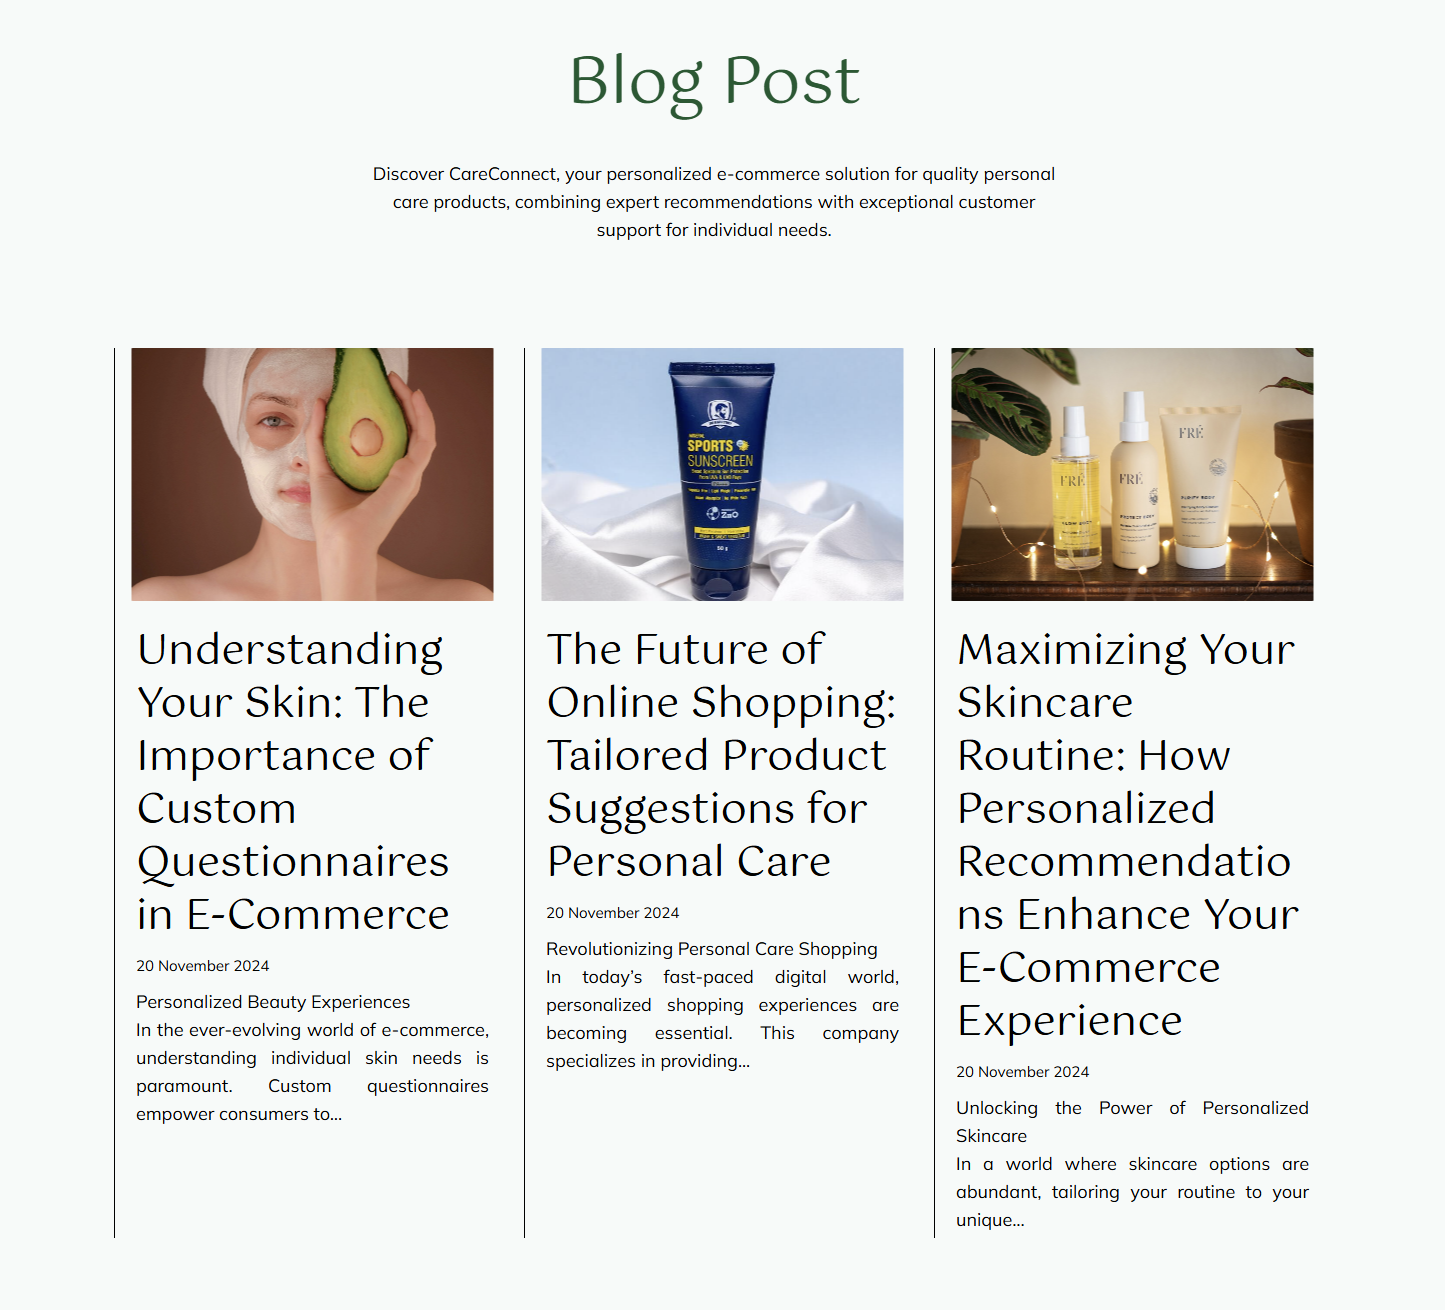 Blog Post
Discover CareConnect, your personalized e-commerce solution for quality personal
care products, combining expert recommendations with exceptional customer
support for individual needs.
SPORTS
SUNSCREEN
ZnO
50 g
FRÉ
FRÉ
FRÉ
Understanding
Your Skin: The
Importance of
Custom
Questionnaires
in E-Commerce
20 November 2024
Personalized Beauty Experiences
In the ever-evolving world of e-commerce,
understanding individual skin needs is
paramount. Custom questionnaires
empower consumers to...
The Future of
Online Shopping:
Tailored Product
Suggestions for
Personal Care
20 November 2024
Revolutionizing Personal Care Shopping
In today’s fast-paced digital world,
personalized shopping experiences are
becoming essential. This company
specializes in providing...
Maximizing Your
Skincare
Routine: How
Personalized
Recommendatio
ns Enhance Your
E-Commerce
Experience
20 November 2024
Unlocking the Power of Personalized
Skincare
In a world where skincare options are
abundant, tailoring your routine to your
unique...